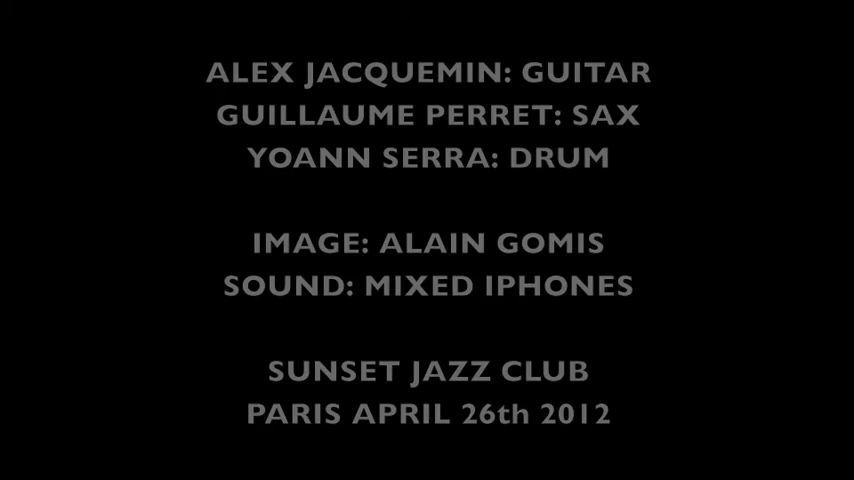 ALEX JACQUEMIN: GUITAR
GUILLAUME PERRET: SAX
YOANN SERRA: DRUM
IMAGE: ALAIN GOMIS
SOUND: MIXED IPHONES
SUNSET JAZZ CLUB
PARIS APRIL 26th 2012